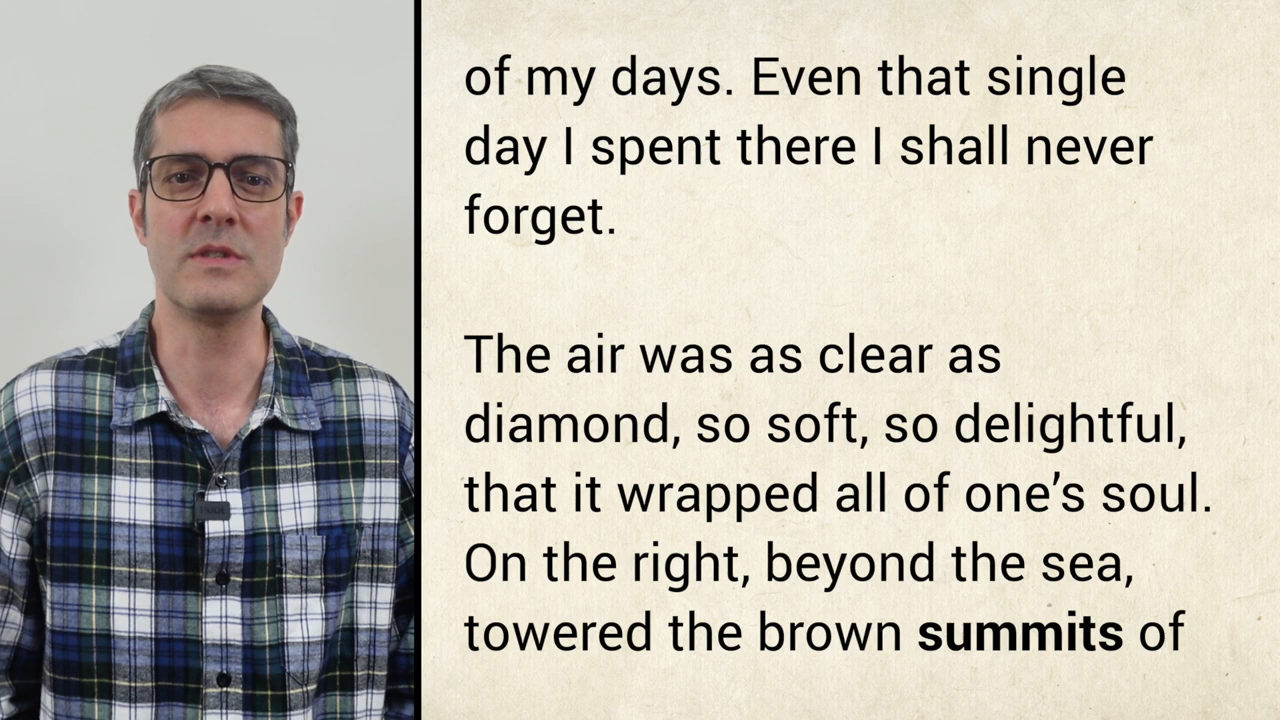 of my days. Even that single
day I spent there I shall never
forget.
The air was as clear as
diamond, so soft, so delightful,
that it wrapped all of one’s soul.
On the right, beyond the sea,
towered the brown summits of